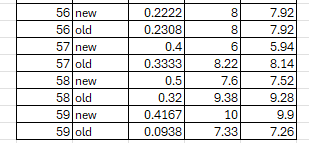 56 new 0.2222 8 7.92
56 old 0.2308 8 7.92
57 new 0.4 6 5.94
57 old 0.3333 8.22 8.14
58 new 0.5 7.6 7.52
58 old 0.32 9.38 9.28
59 new 0.4167 10 9.9
59 old 0.0938 7.33 7.26